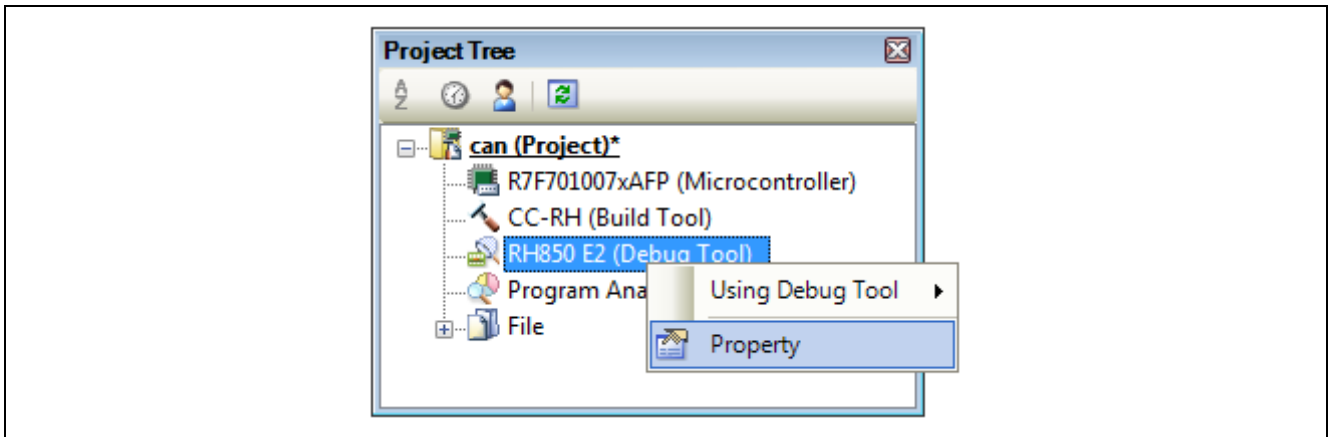 Project Tree
can (Project)*
R7F701007xAFP (Microcontroller)
CC-RH (Build Tool)
RH850 E2 (Debug Tool)
Program Ana
Using Debug Tool
File
Property